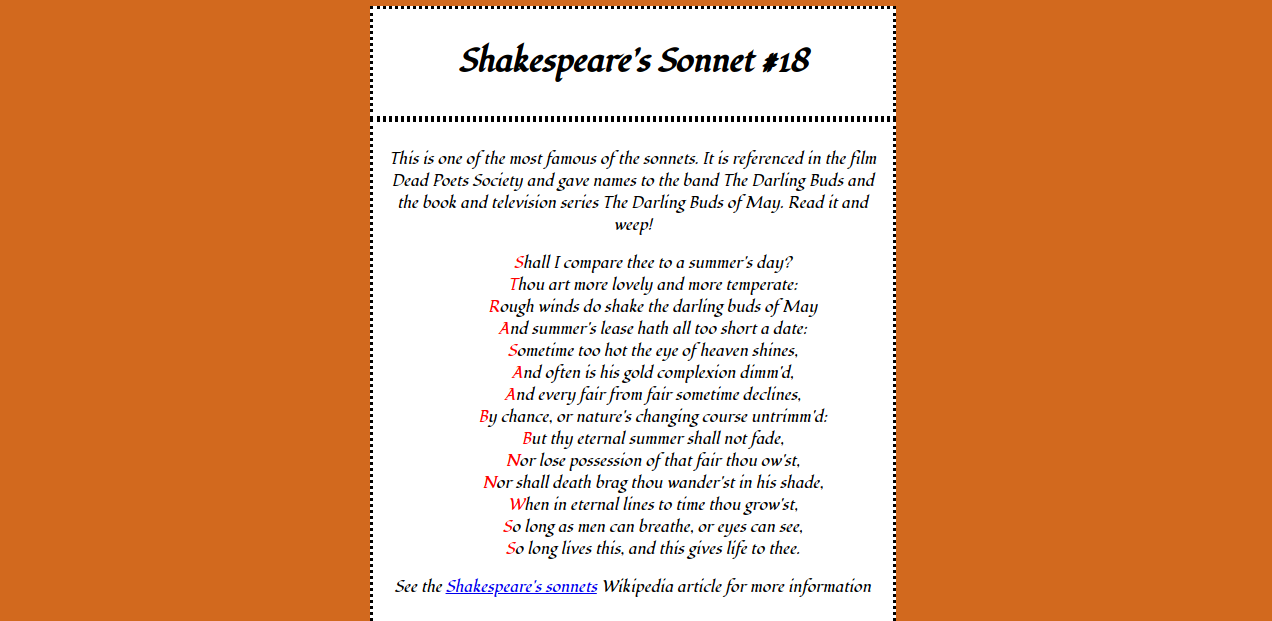 Shakespeare's Sonnet #18
This is one of the most famous of the sonnets. It is referenced in the film
Dead Poets Society and gave names to the band The Darling Buds and
the book and television series The Darling Buds of May. Read it and
weep!
Shall I compare thee to a summer's day?
Thou art more lovely and more temperate:
Rough winds do shake the darling buds of May
And summer's lease hath all too short a date:
Sometime too hot the eye of heaven shines,
And often is his gold complexion dimm'd,
And every fair from fair sometime declines,
By chance, or nature's changing course untrimm'd:
But thy eternal summer shall not fade,
Nor lose possession of that fair thou ow'st,
Nor shall death brag thou wander'st in his shade,
When in eternal lines to time thou grow'st,
So long as men can breathe, or eyes can see,
So long lives this, and this gives life to thee.
See the Shakespeare's sonnets Wikipedia article for more information